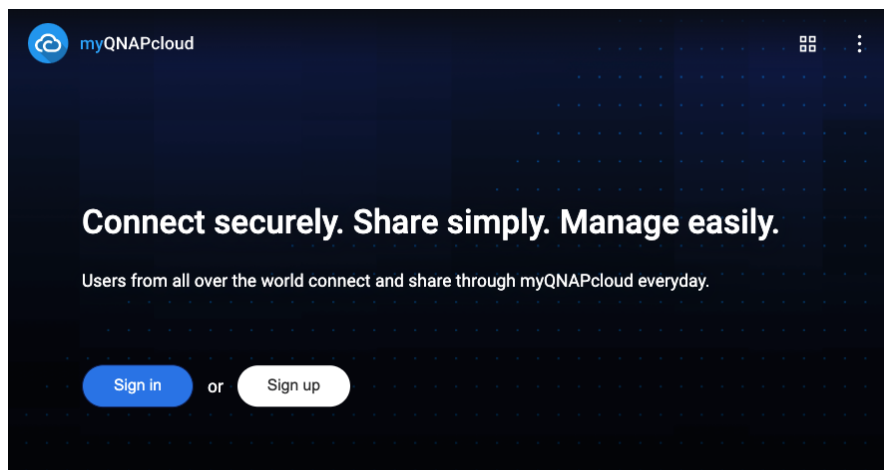 myQNAPcloud
Connect securely. Share simply. Manage easily.
Users from all over the world connect and share through myQNAPcloud everyday.
Sign in or Sign up